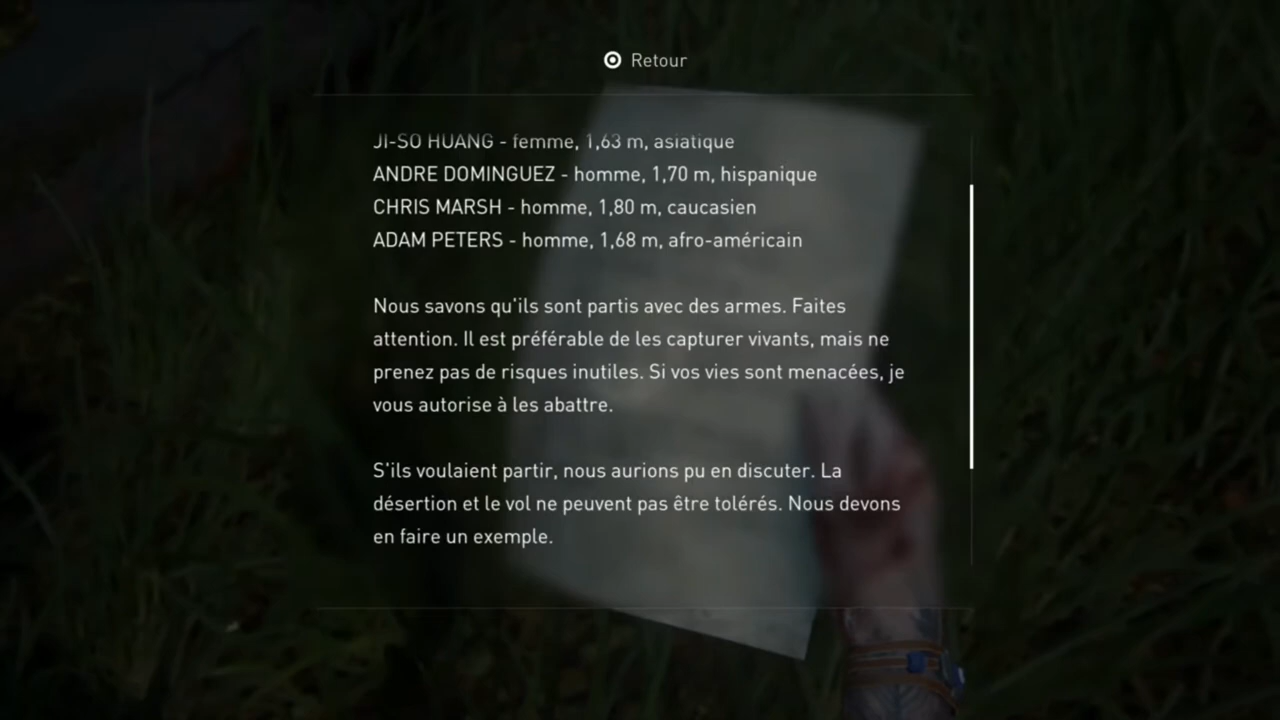 Retour
JI-SO HUANG - femme, 1,63 m, asiatique
ANDRE DOMINGUEZ - homme, 1,70 m, hispanique
CHRIS MARSH - homme, 1,80 m, caucasien
ADAM PETERS - homme, 1,68 m, afro-américain
Nous savons qu'ils sont partis avec des armes. Faites
attention. Il est préférable de les capturer vivants, mais ne
prenez pas de risques inutiles. Si vos vies sont menacées, je
vous autorise à les abattre.
S'ils voulaient partir, nous aurions pu en discuter. La
désertion et le vol ne peuvent pas être tolérés. Nous devons
en faire un exemple.